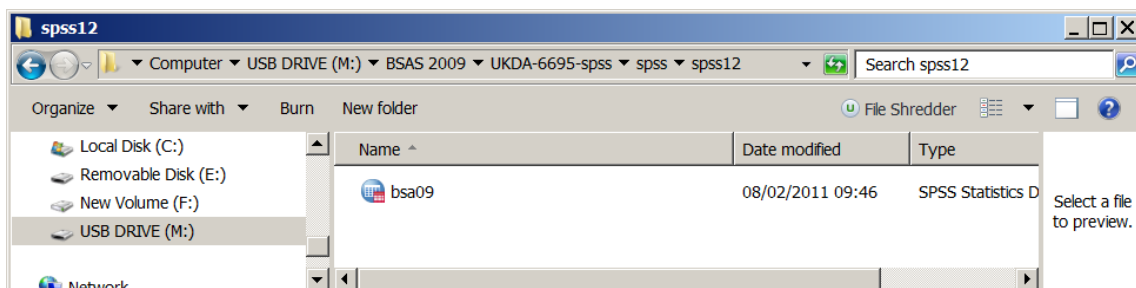 spss12
Computer USB DRIVE (M:) BSAS 2009 UKDA-6695-spss spss spss12 Search spss12
Organize Share with Burn New folder File Shredder
Local Disk (C:)
Removable Disk (E:)
New Volume (F:)
USB DRIVE (M:)
Network
Name Date modified Type
bsa09 08/02/2011 09:46 SPSS Statistics D
Select a file
to preview.